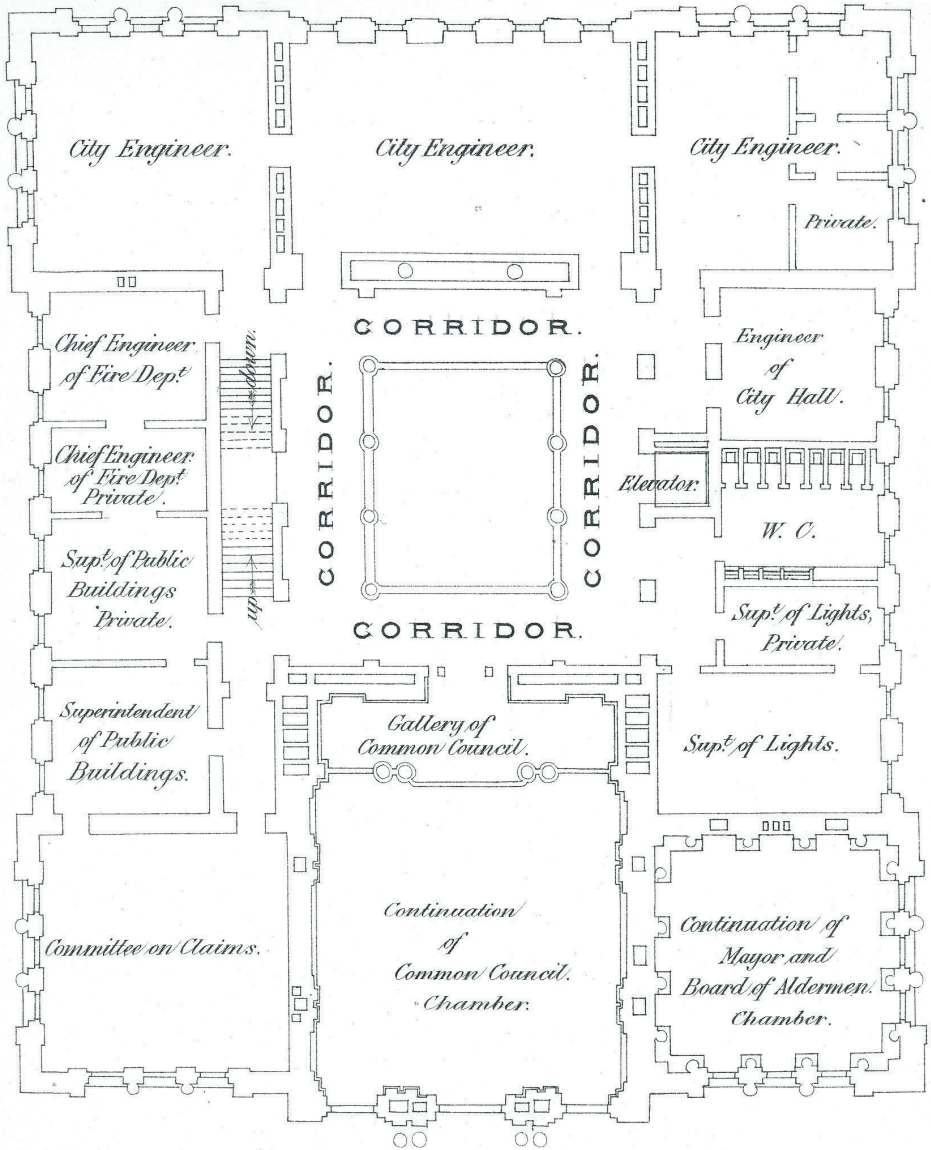 City Engineer.
City Engineer.
City Engineer.
Private.
CORRIDOR.
Chief Engineer
of Fire Dept.
down.
CORRIDOR.
CORRIDOR.
Engineer
of
City Hall.
Chief Engineer
of Fire Dept.
Private.
Elevator.
W. C.
Supt. of Public
Buildings
Private.
up
Supt. of Lights,
Private.
CORRIDOR.
Superintendent
of Public
Buildings.
Gallery of
Common Council.
Supt. of Lights.
Committee on Claims.
Continuation
of
Common Council.
Chamber.
Continuation of
Mayor and
Board of Aldermen.
Chamber.